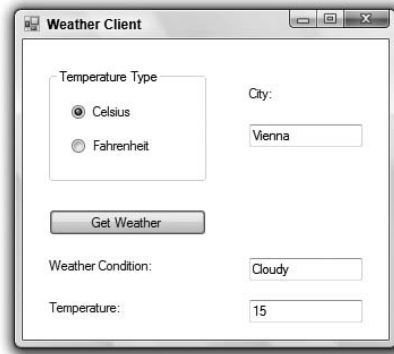 Weather Client
Temperature Type
Celsius
Fahrenheit
City:
Vienna
Get Weather
Weather Condition:
Cloudy
Temperature:
15